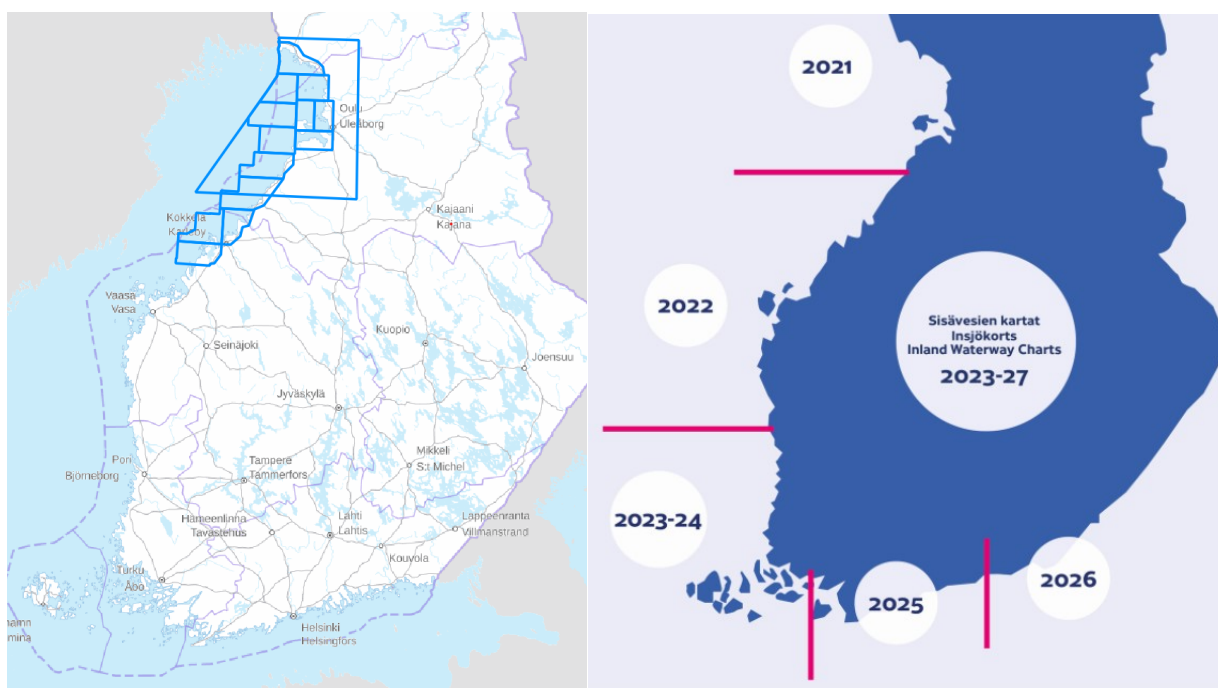 Oulu
Uleåborg
Kajaani
Kajana
Kokkola
Vaasa
Vasa
Seinäjoki
Kuopio
Joensuu
Jyväskylä
Pori
Björneborg
Tampere
Tammerfors
Mikkeli
S:t Michel
Hämeenlinna
Tavastehus
Lahti
Lahtis
Lappeenranta
Villmanstrand
Kouvola
Turku
Åbo
Helsinki
Helsingfors
2021
2022
Sisävesien kartat
Insjökorts
Inland Waterway Charts
2023-27
2023-24
2025
2026